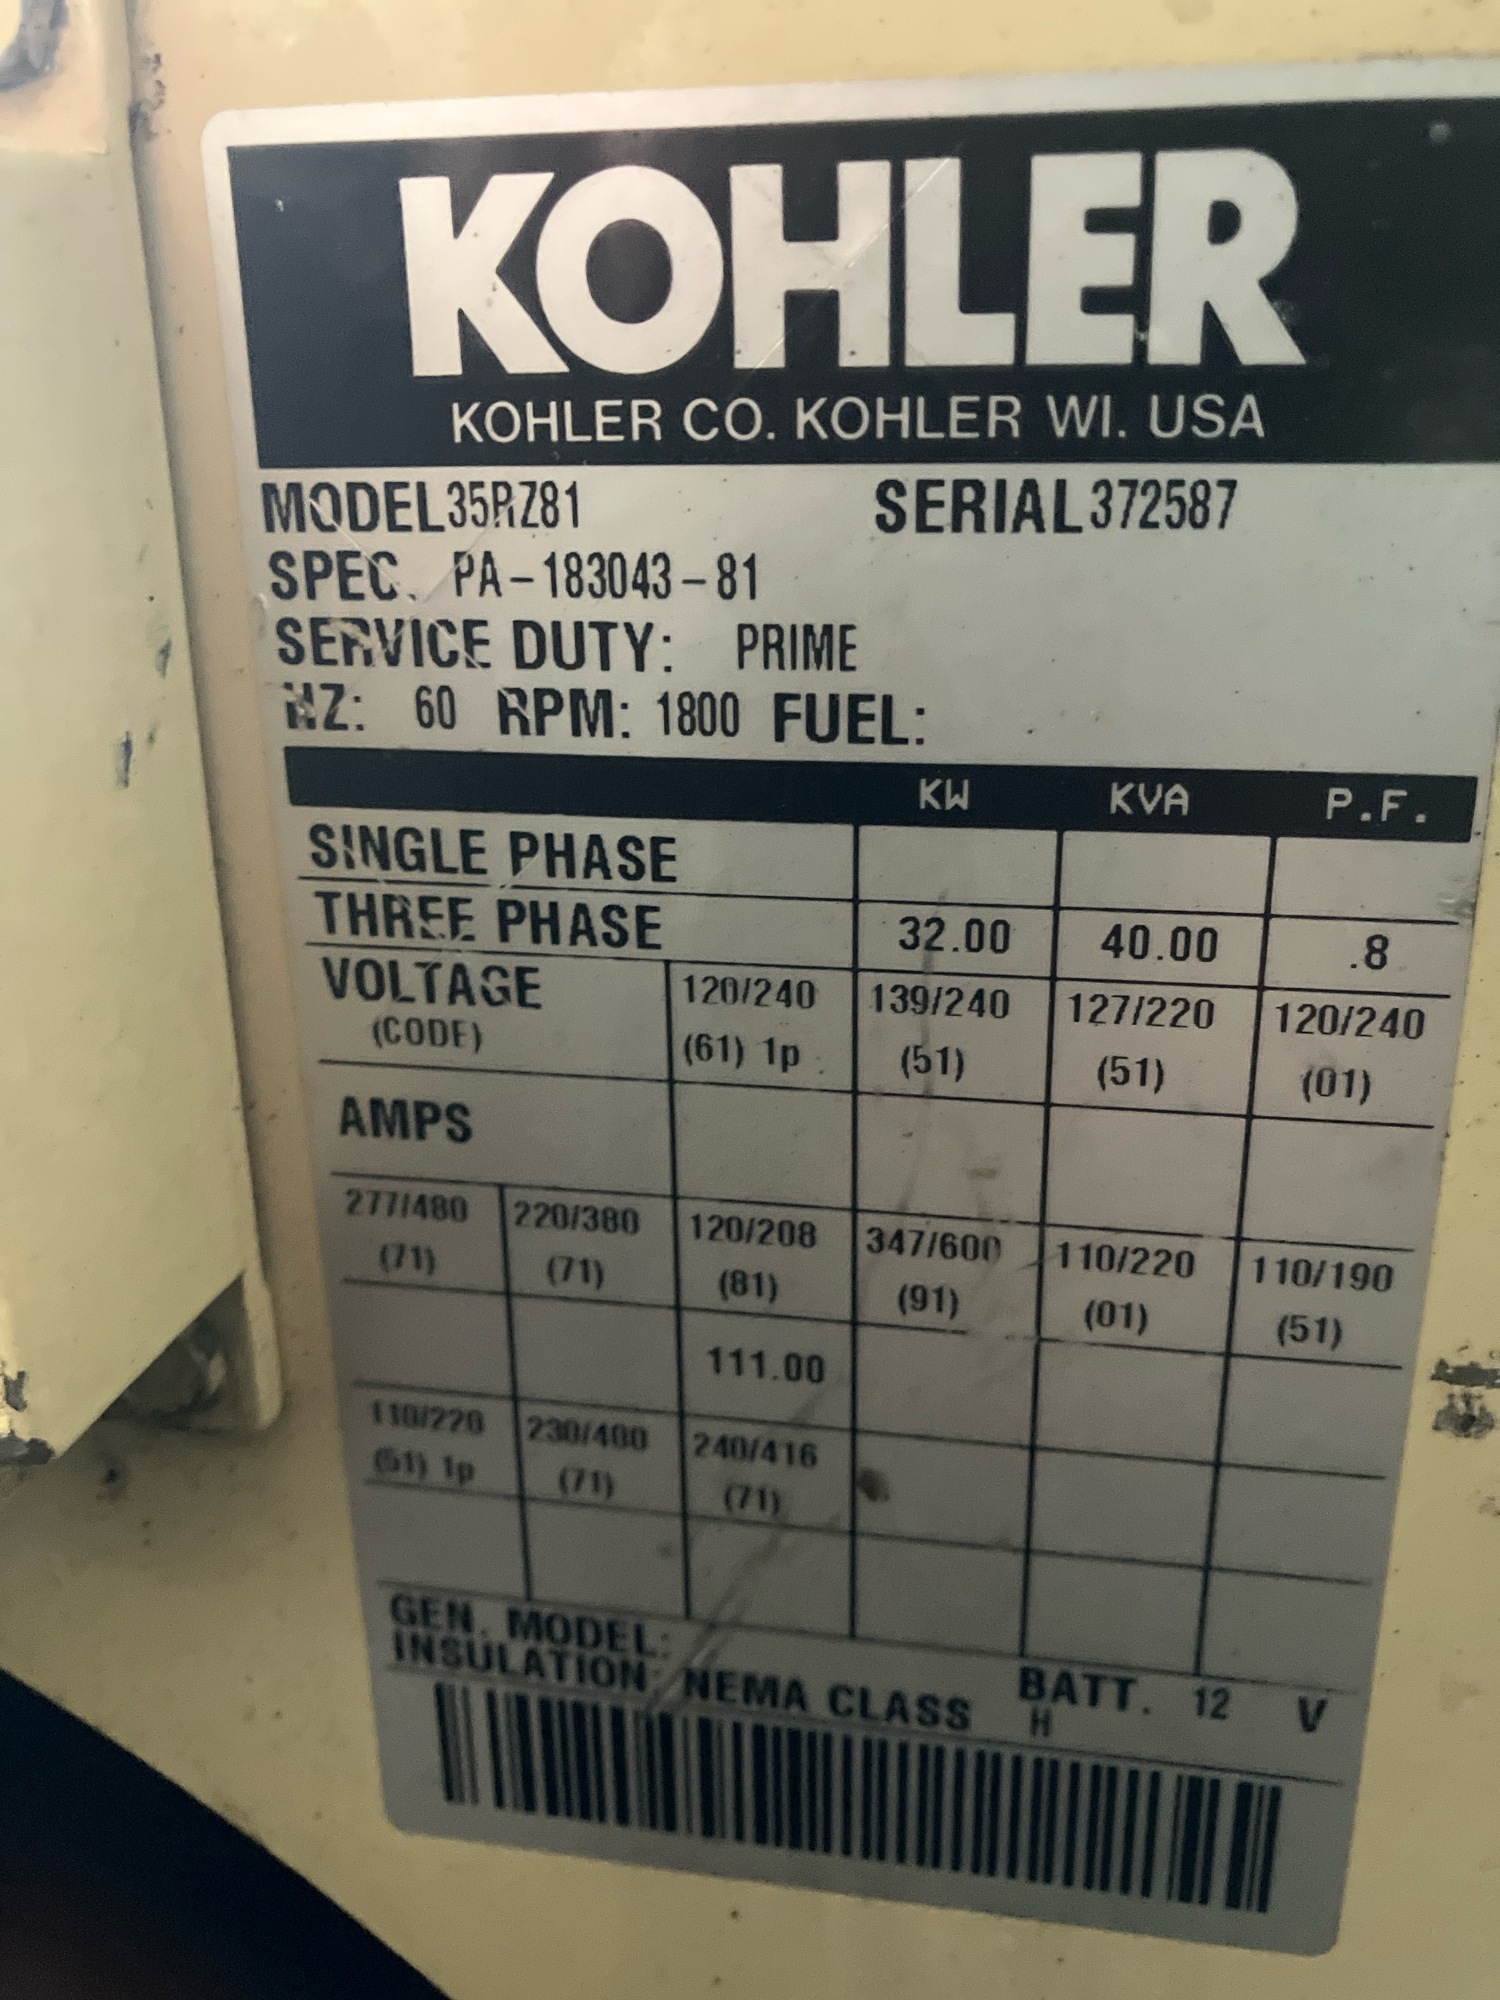 KOHLER
KOHLER CO. KOHLER WI. USA
MODEL 35RZ81 SERIAL 372587
SPEC. PA-183043-81
SERVICE DUTY: PRIME
HZ: 60 RPM: 1800 FUEL:
KW KVA P.F.
SINGLE PHASE
THREE PHASE 32.00 40.00 .8
VOLTAGE 120/240 139/240 127/220 120/240
(CODE) (61) 1p (51) (51) (01)
AMPS
277/480 220/380 120/208 347/600 110/220 110/190
(71) (71) (81) (91) (01) (51)
111.00
110/220 230/400 240/416
(51) 1p (71) (71)
GEN. MODEL: BATT. 12 V
INSULATION: NEMA CLASS H